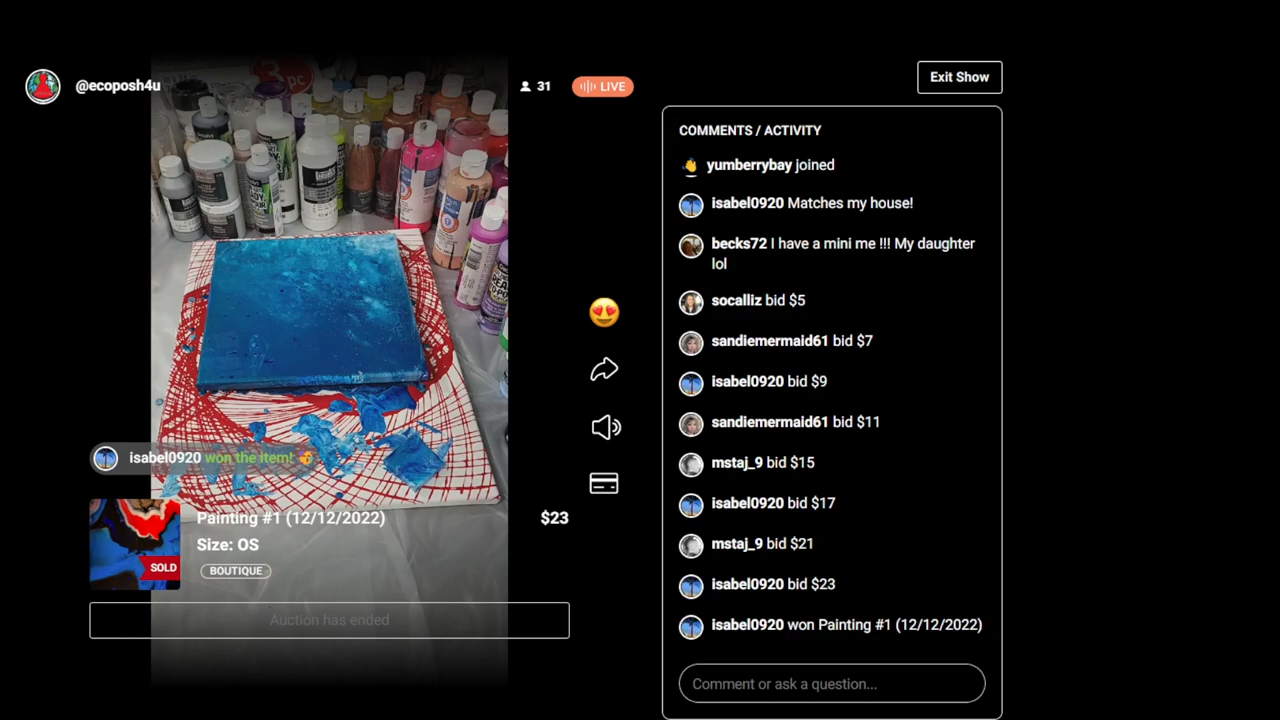 @ecoposh4u
31
LIVE
Exit Show
3
PC
COMMENTS / ACTIVITY
yumberrybay joined
isabel0920 Matches my house!
becks72 I have a mini me !!! My daughter
lol
socalliz bid $5
sandiemermaid61 bid $7
isabel0920 bid $9
sandiemermaid61 bid $11
mstaj_9 bid $15
isabel0920 bid $17
mstaj_9 bid $21
isabel0920 bid $23
isabel0920 won Painting #1 (12/12/2022)
Comment or ask a question...
isabel0920 won the item!
Painting #1 (12/12/2022)
$23
Size: OS
SOLD
BOUTIQUE
Auction has ended